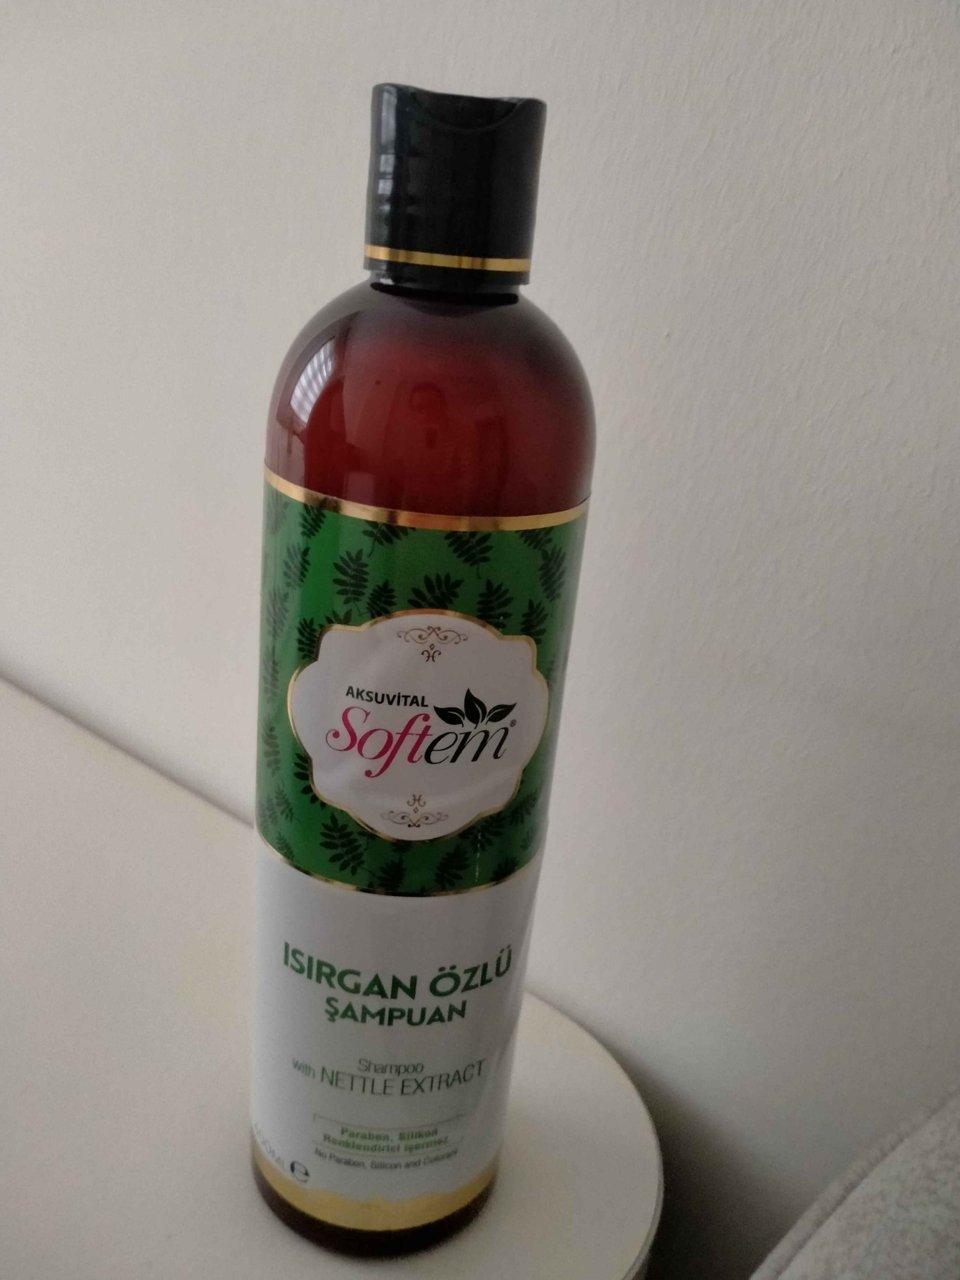 AKSUVİTAL
Softem®
ISIRGAN ÖZLÜ
ŞAMPUAN
Shampoo
with NETTLE EXTRACT
Paraben, Silikon
Renklendirici içermez
No Paraben, Silicon and Colorant
℮